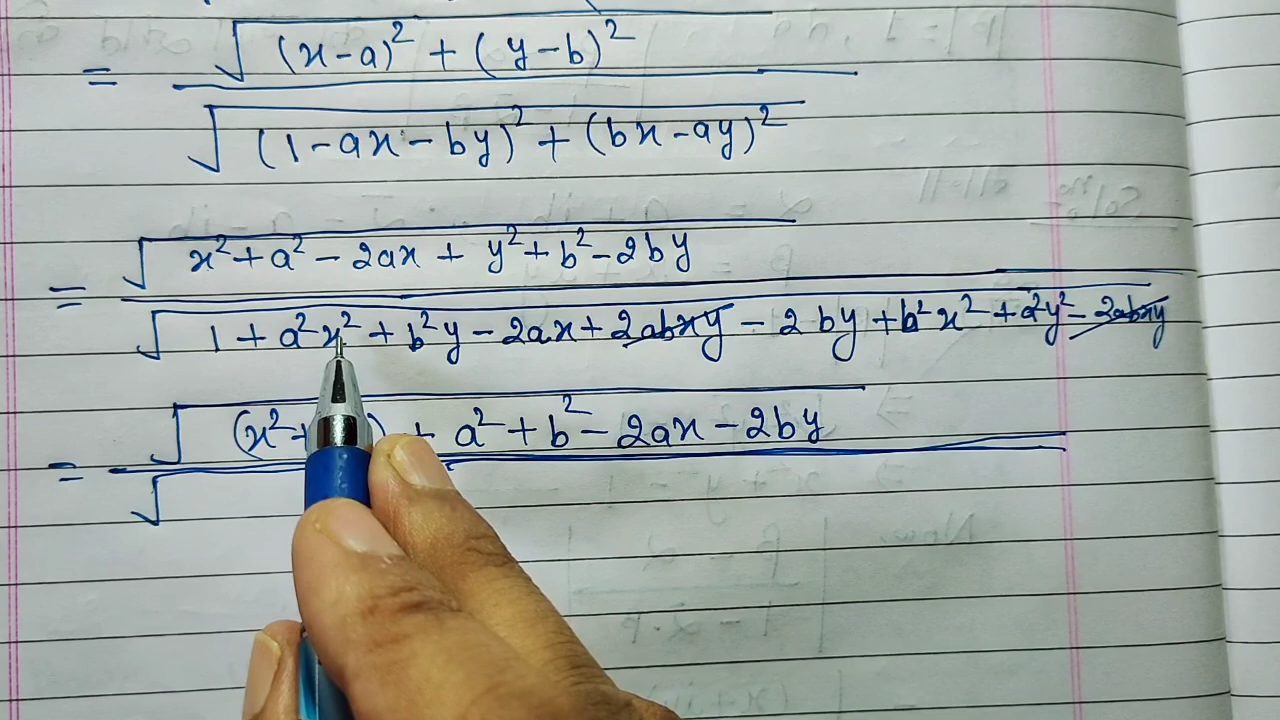 = √((x-a)² + (y-b)²) / √((1-ax-by)² + (bx-ay)²)
= √(x²+a²-2ax + y²+b²-2by) / √(1+a²x²+b²y-2ax+2abxy-2by+b²x²+a²y²-2abxy)
= √((x²+ ) + a²+b²-2ax-2by) / √